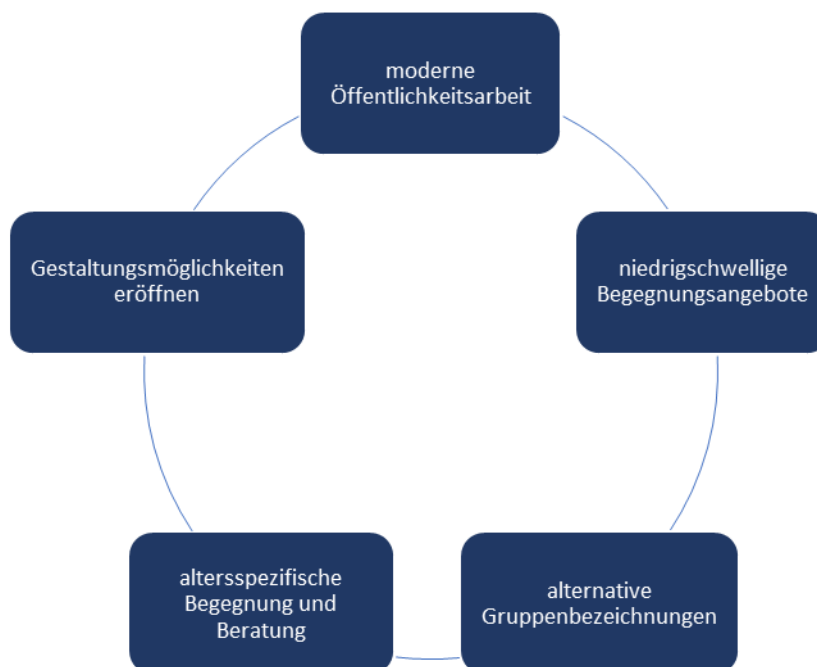 moderne
Öffentlichkeitsarbeit
Gestaltungsmöglichkeiten
eröffnen
niedrigschwellige
Begegnungsangebote
altersspezifische
Begegnung und
Beratung
alternative
Gruppenbezeichnungen